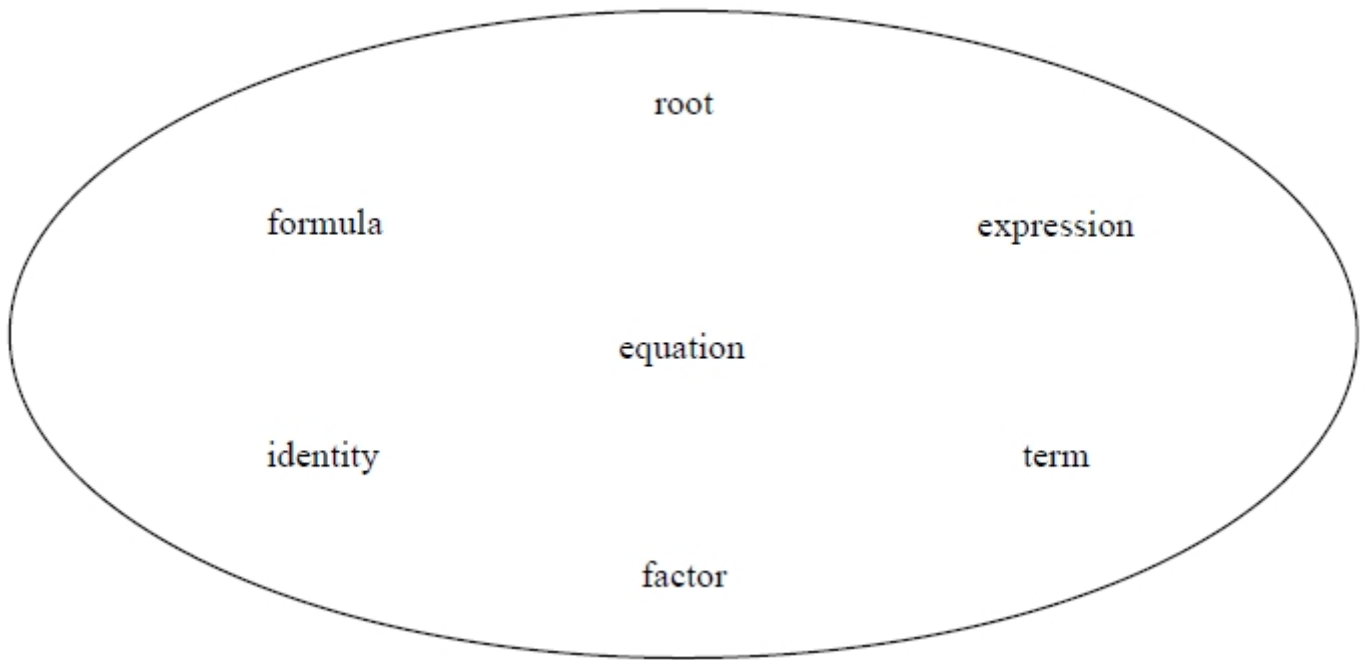 root
formula
expression
equation
identity
term
factor